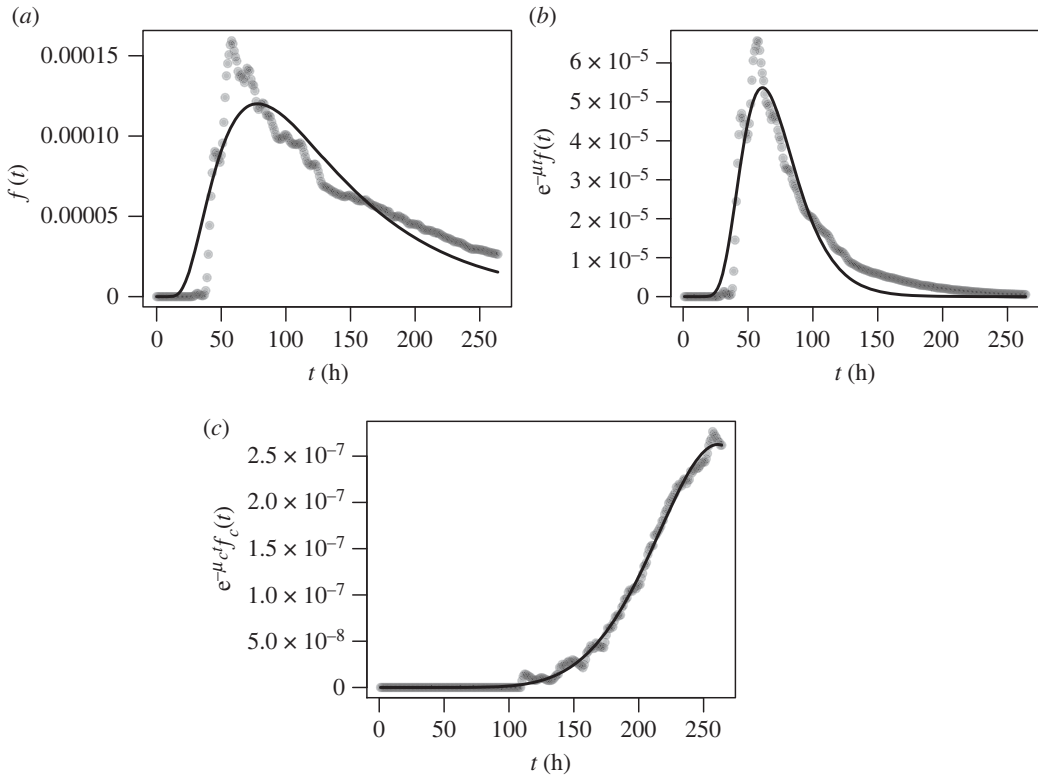 (a)
0.00015
0.00010
0.00005
0
f (t)
0 50 100 150 200 250
t (h)
(b)
6 × 10⁻⁵
5 × 10⁻⁵
4 × 10⁻⁵
3 × 10⁻⁵
2 × 10⁻⁵
1 × 10⁻⁵
0
e⁻μᵗf(t)
0 50 100 150 200 250
t (h)
(c)
2.5 × 10⁻⁷
2.0 × 10⁻⁷
1.5 × 10⁻⁷
1.0 × 10⁻⁷
5.0 × 10⁻⁸
0
e^−μ_c t f_c(t)
0 50 100 150 200 250
t (h)